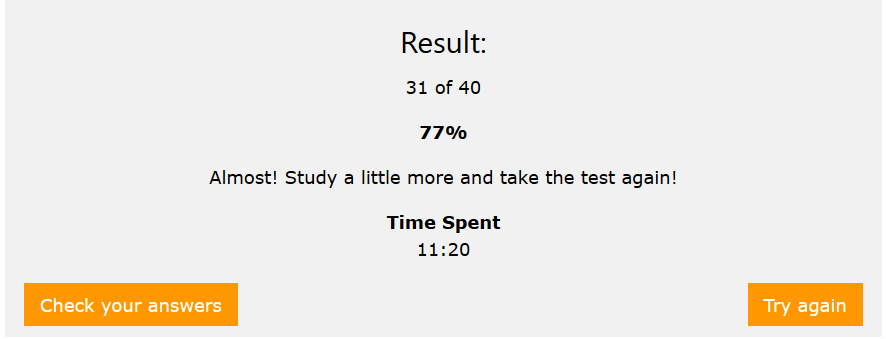 Result:
31 of 40
77%
Almost! Study a little more and take the test again!
Time Spent
11:20
Check your answers
Try again